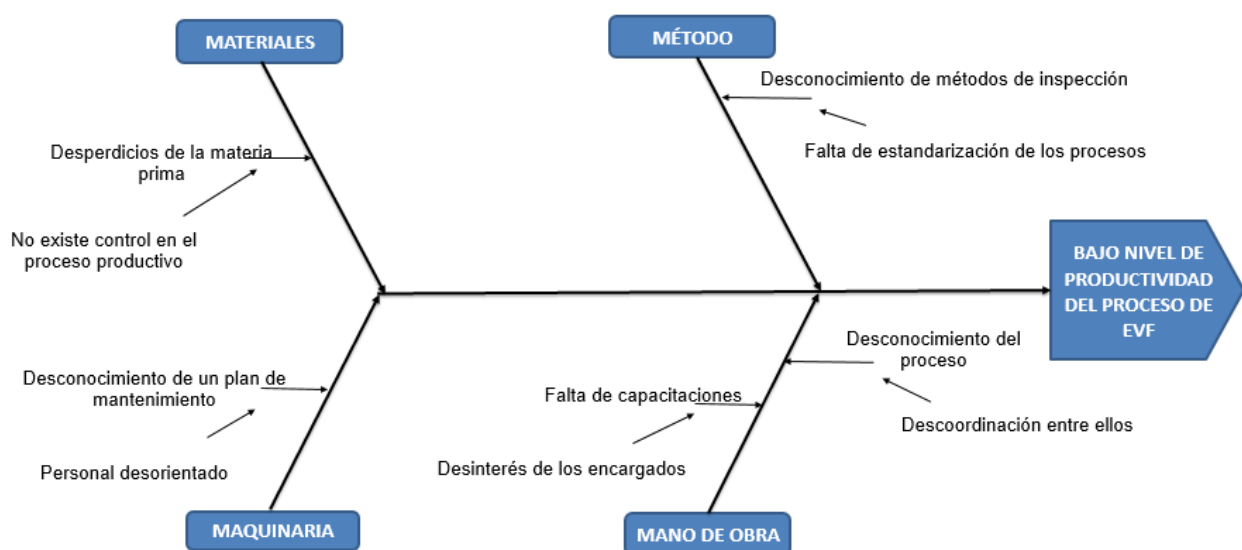 MATERIALES
MÉTODO
Desconocimiento de métodos de inspección
Falta de estandarización de los procesos
Desperdicios de la materia
prima
No existe control en el
proceso productivo
BAJO NIVEL DE
PRODUCTIVIDAD
DEL PROCESO DE
EVF
Desconocimiento de un plan de
mantenimiento
Personal desorientado
Desconocimiento del
proceso
Falta de capacitaciones
Descoordinación entre ellos
Desinterés de los encargados
MAQUINARIA
MANO DE OBRA